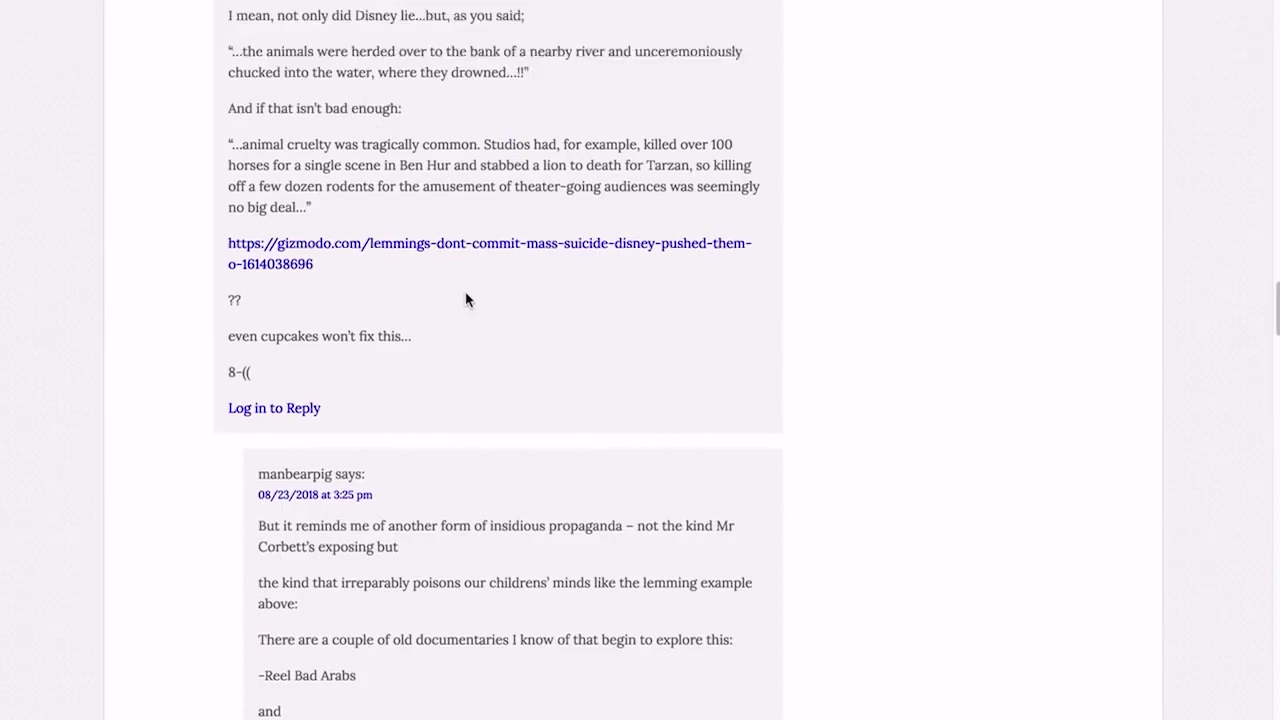 I mean, not only did Disney lie…but, as you said;
“…the animals were herded over to the bank of a nearby river and unceremoniously
chucked into the water, where they drowned…!!”
And if that isn’t bad enough:
“…animal cruelty was tragically common. Studios had, for example, killed over 100
horses for a single scene in Ben Hur and stabbed a lion to death for Tarzan, so killing
off a few dozen rodents for the amusement of theater-going audiences was seemingly
no big deal…”
https://gizmodo.com/lemmings-dont-commit-mass-suicide-disney-pushed-them-
o-1614038696
??
even cupcakes won’t fix this…
8-((
Log in to Reply
manbearpig says:
08/23/2018 at 3:25 pm
But it reminds me of another form of insidious propaganda – not the kind Mr
Corbett’s exposing but
the kind that irreparably poisons our childrens’ minds like the lemming example
above:
There are a couple of old documentaries I know of that begin to explore this:
-Reel Bad Arabs
and